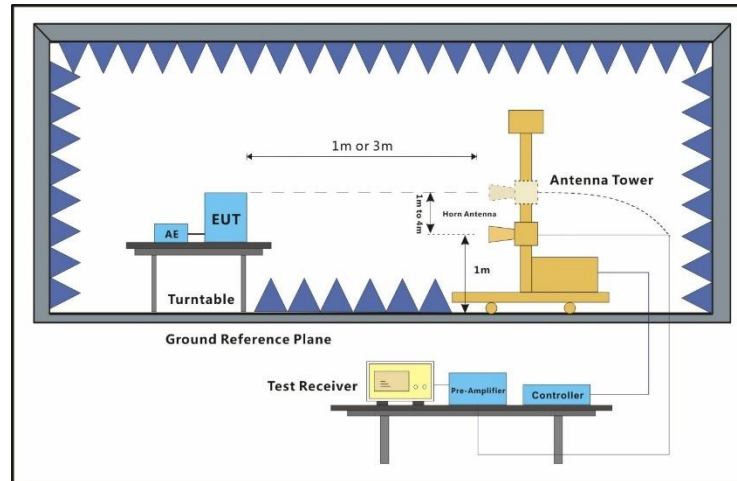 1m or 3m
Antenna Tower
1m to 4m
Horn Antenna
EUT
AE
1m
Turntable
Ground Reference Plane
Test Receiver
Pre-Amplifier
Controller